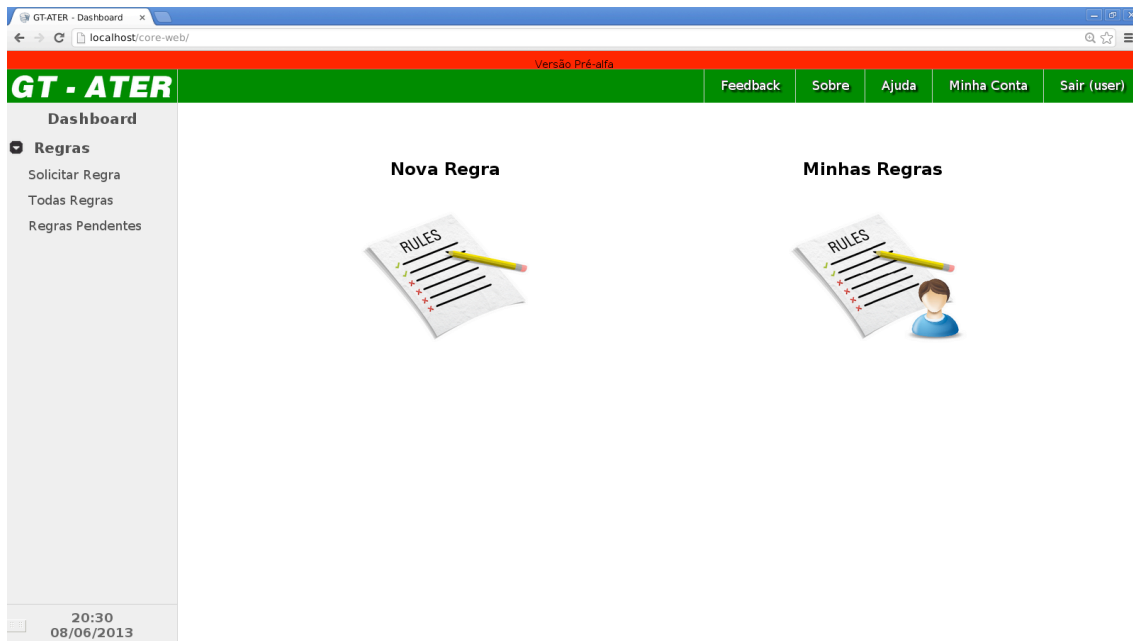 GT-ATER - Dashboard
localhost/core-web/
Versão Pré-alfa
GT - ATER
Feedback
Sobre
Ajuda
Minha Conta
Sair (user)
Dashboard
Regras
Solicitar Regra
Todas Regras
Regras Pendentes
Nova Regra
Minhas Regras
RULES
RULES
20:30
08/06/2013